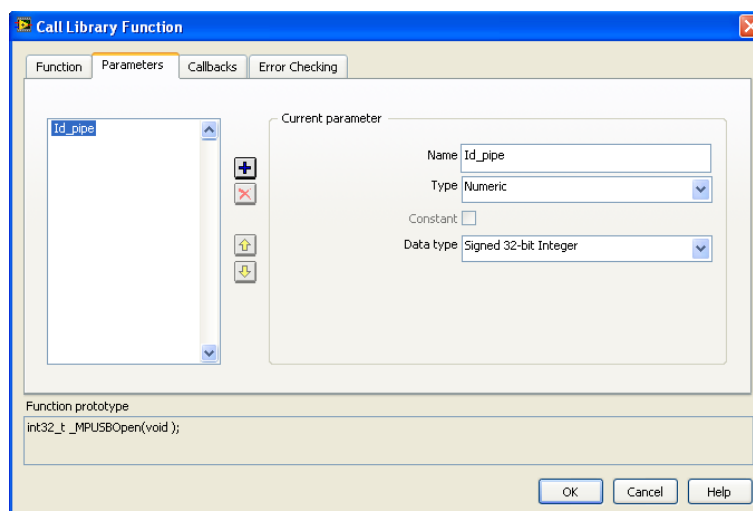 Call Library Function
Function Parameters Callbacks Error Checking
Id_pipe
Current parameter
Name Id_pipe
Type Numeric
Constant
Data type Signed 32-bit Integer
Function prototype
int32_t _MPUSBOpen(void );
OK Cancel Help